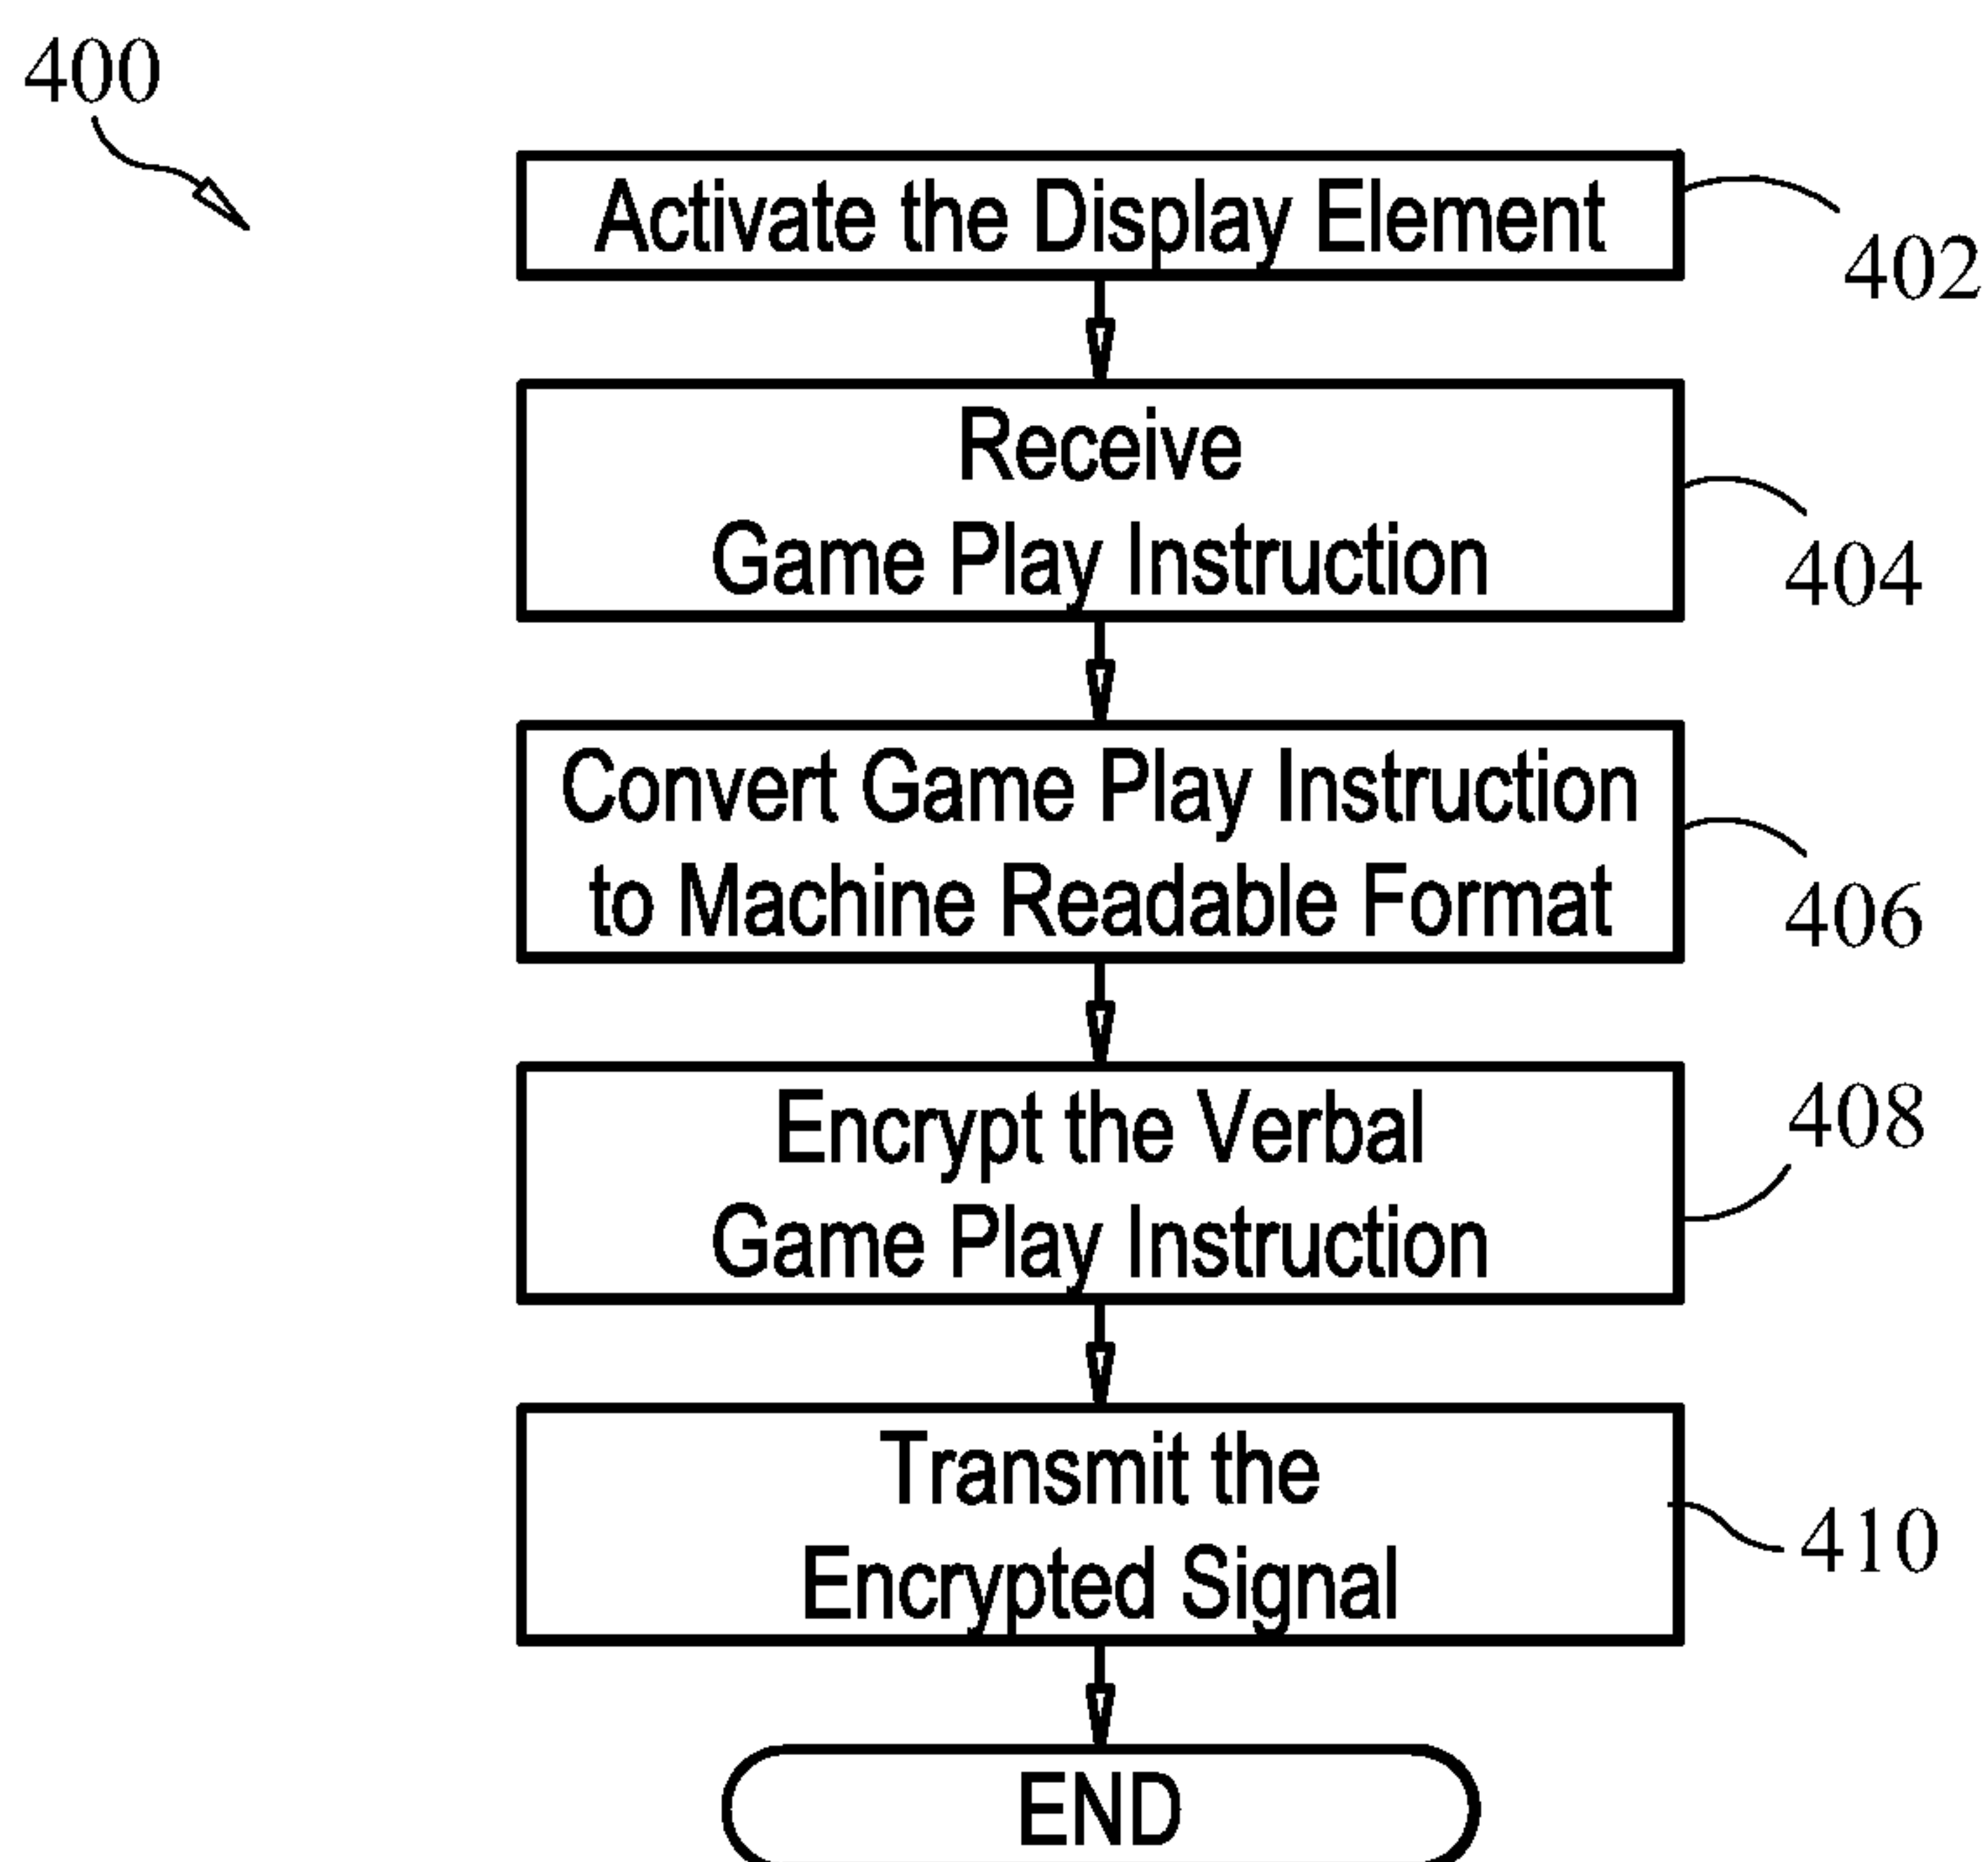 400
Activate the Display Element
402
Receive
Game Play Instruction
404
Convert Game Play Instruction
to Machine Readable Format
406
Encrypt the Verbal
Game Play Instruction
408
Transmit the
Encrypted Signal
410
END